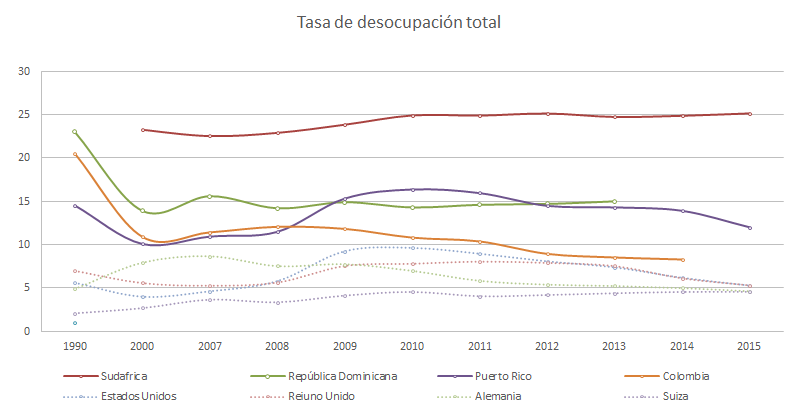 Tasa de desocupación total
30
25
20
15
10
5
0
1990 2000 2007 2008 2009 2010 2011 2012 2013 2014 2015
Sudafrica República Dominicana Puerto Rico Colombia
Estados Unidos Reiuno Unido Alemania Suiza